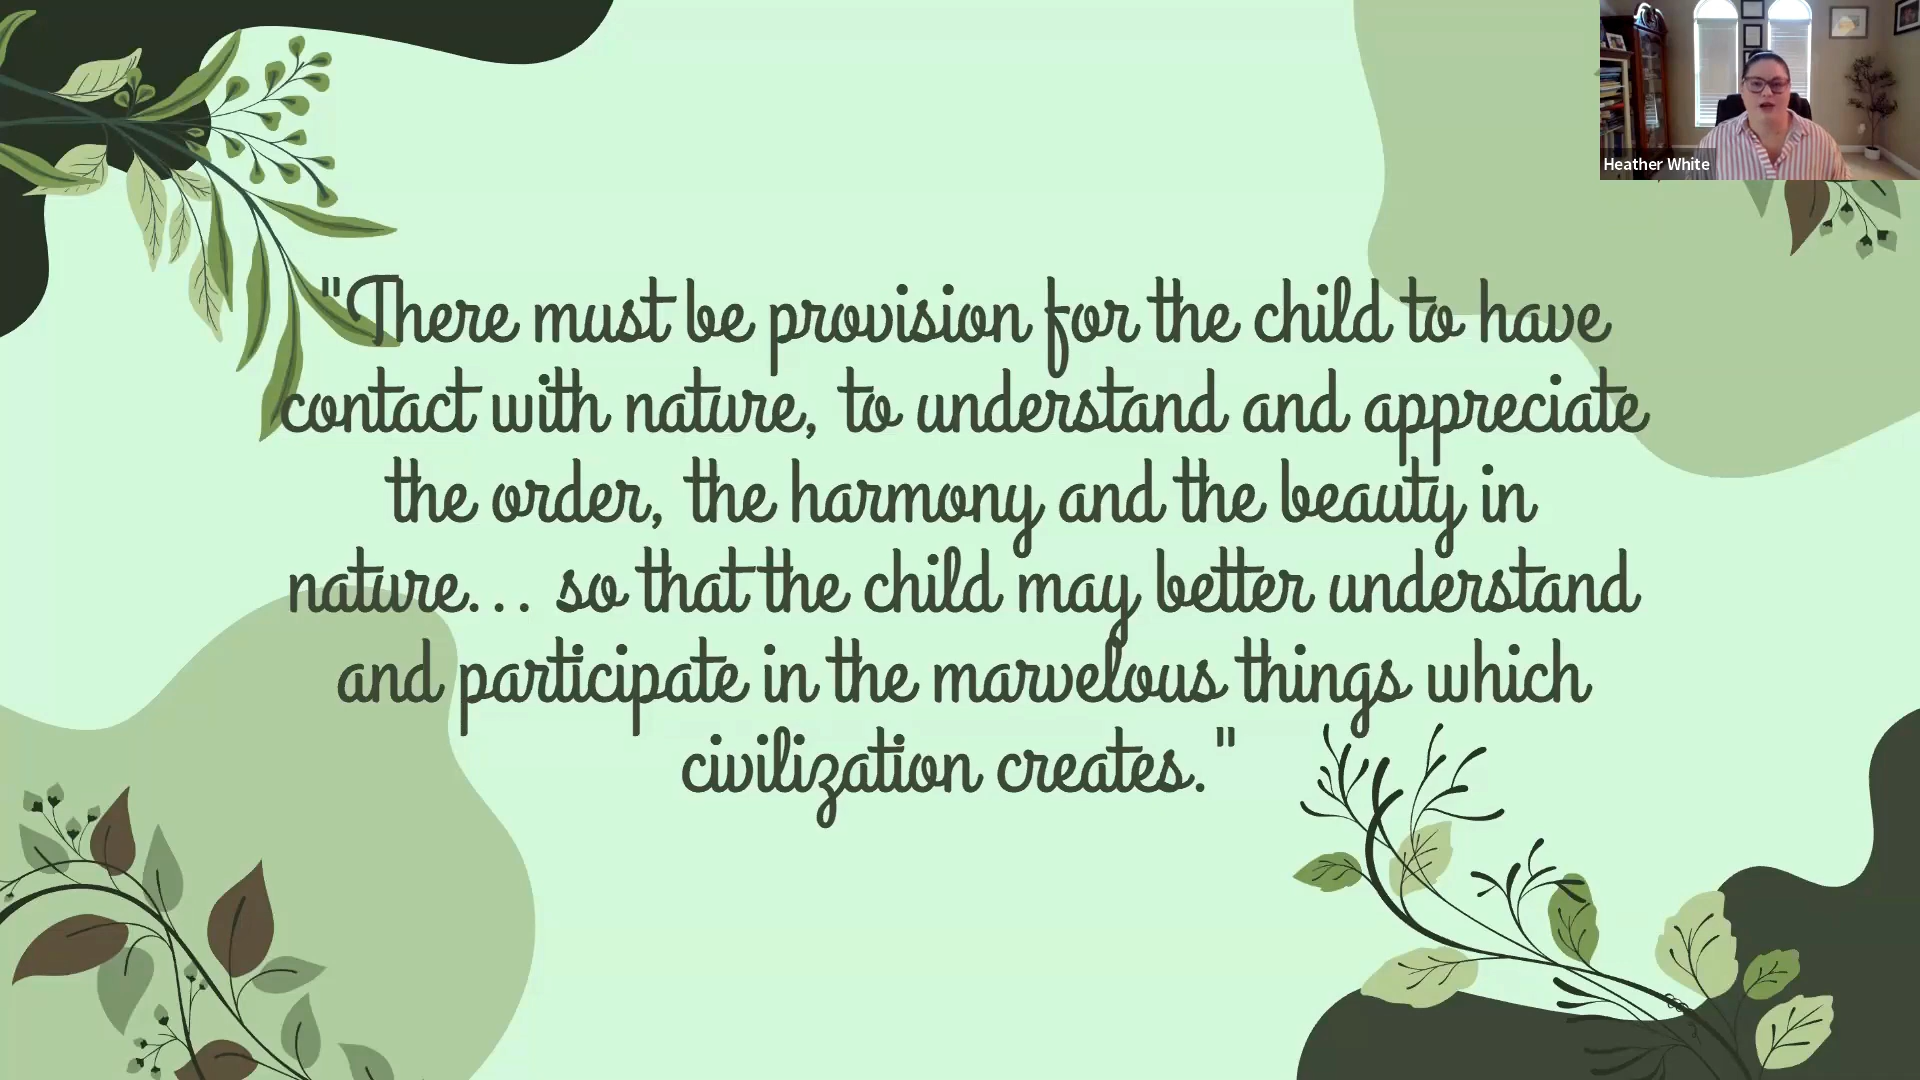 Heather White
"There must be provision for the child to have
contact with nature, to understand and appreciate
the order, the harmony and the beauty in
nature... so that the child may better understand
and participate in the marvelous things which
civilization creates."